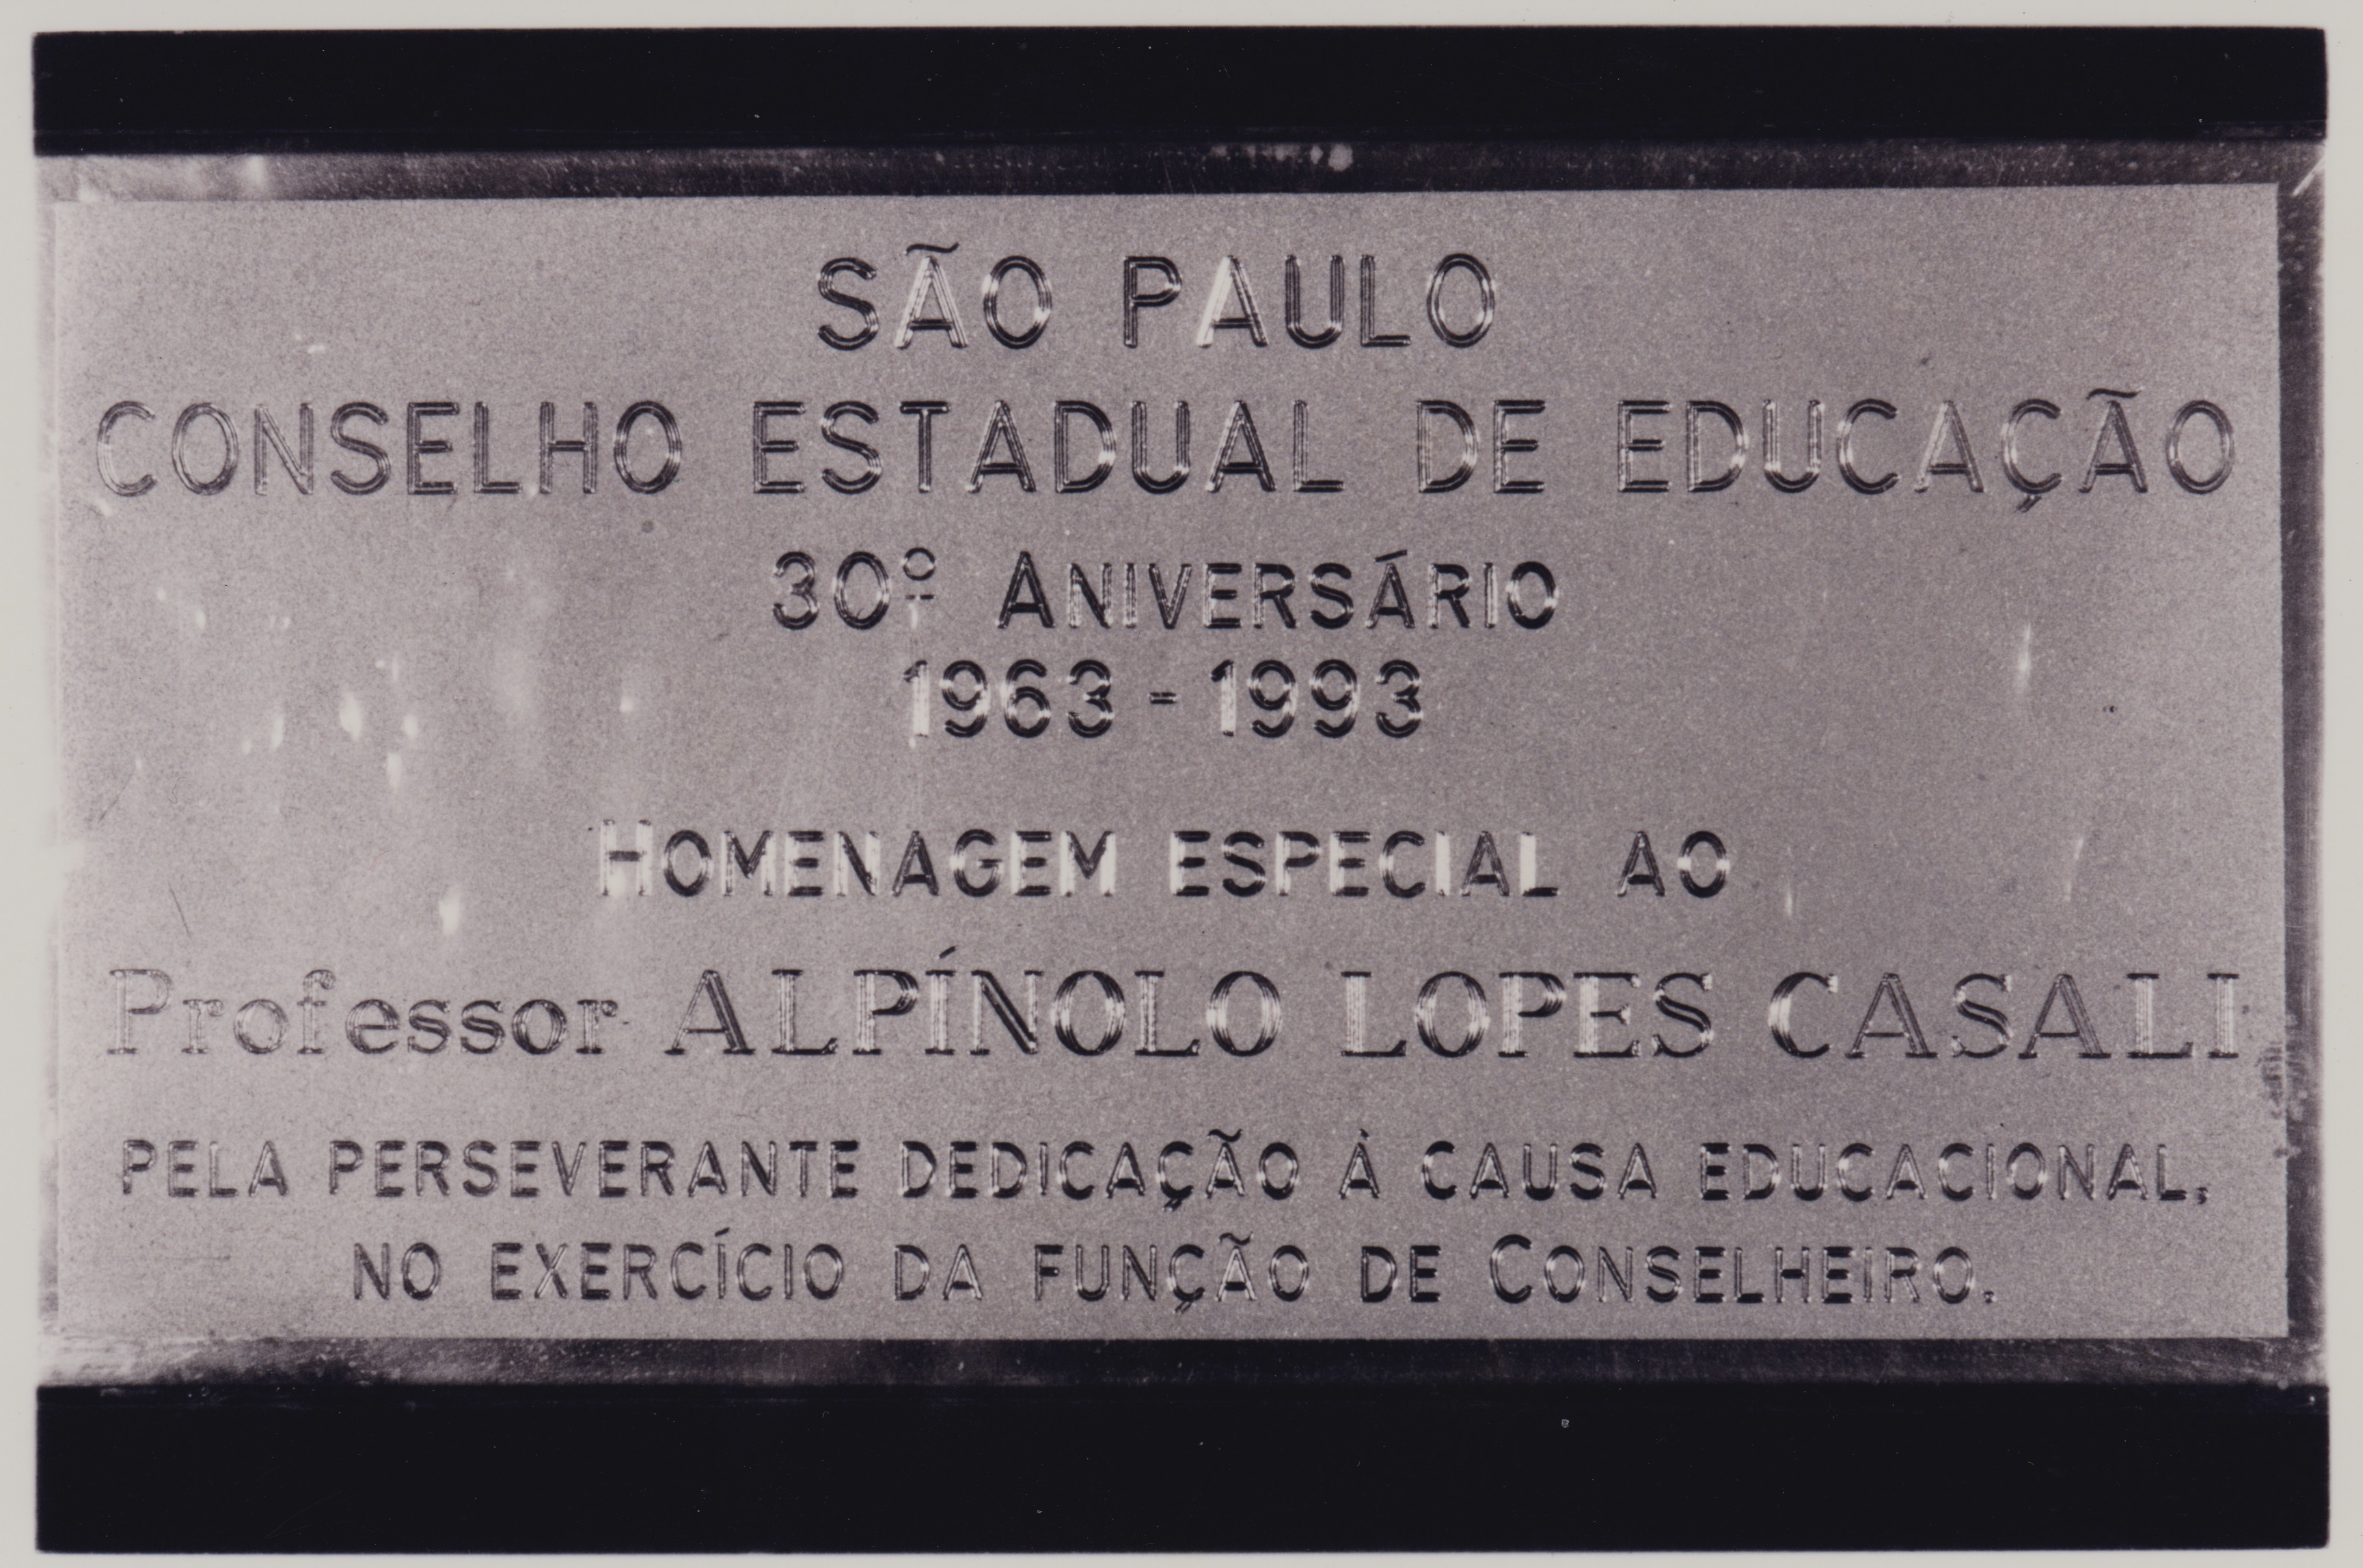 SÃO PAULO
CONSELHO ESTADUAL DE EDUCAÇÃO
30º ANIVERSÁRIO
1963 - 1993
HOMENAGEM ESPECIAL AO
Professor ALPÍNOLO LOPES CASALI
PELA PERSEVERANTE DEDICAÇÃO À CAUSA EDUCACIONAL,
NO EXERCÍCIO DA FUNÇÃO DE CONSELHEIRO.